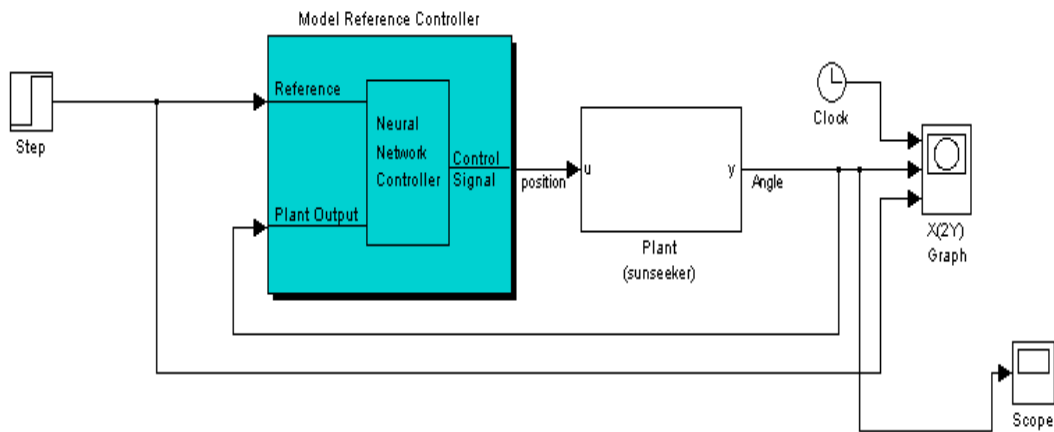 Model Reference Controller
Step
Reference
Plant Output
Neural
Network
Controller
Control
Signal
position
u
y
Plant
(sunseeker)
Angle
Clock
X(2Y)
Graph
Scope